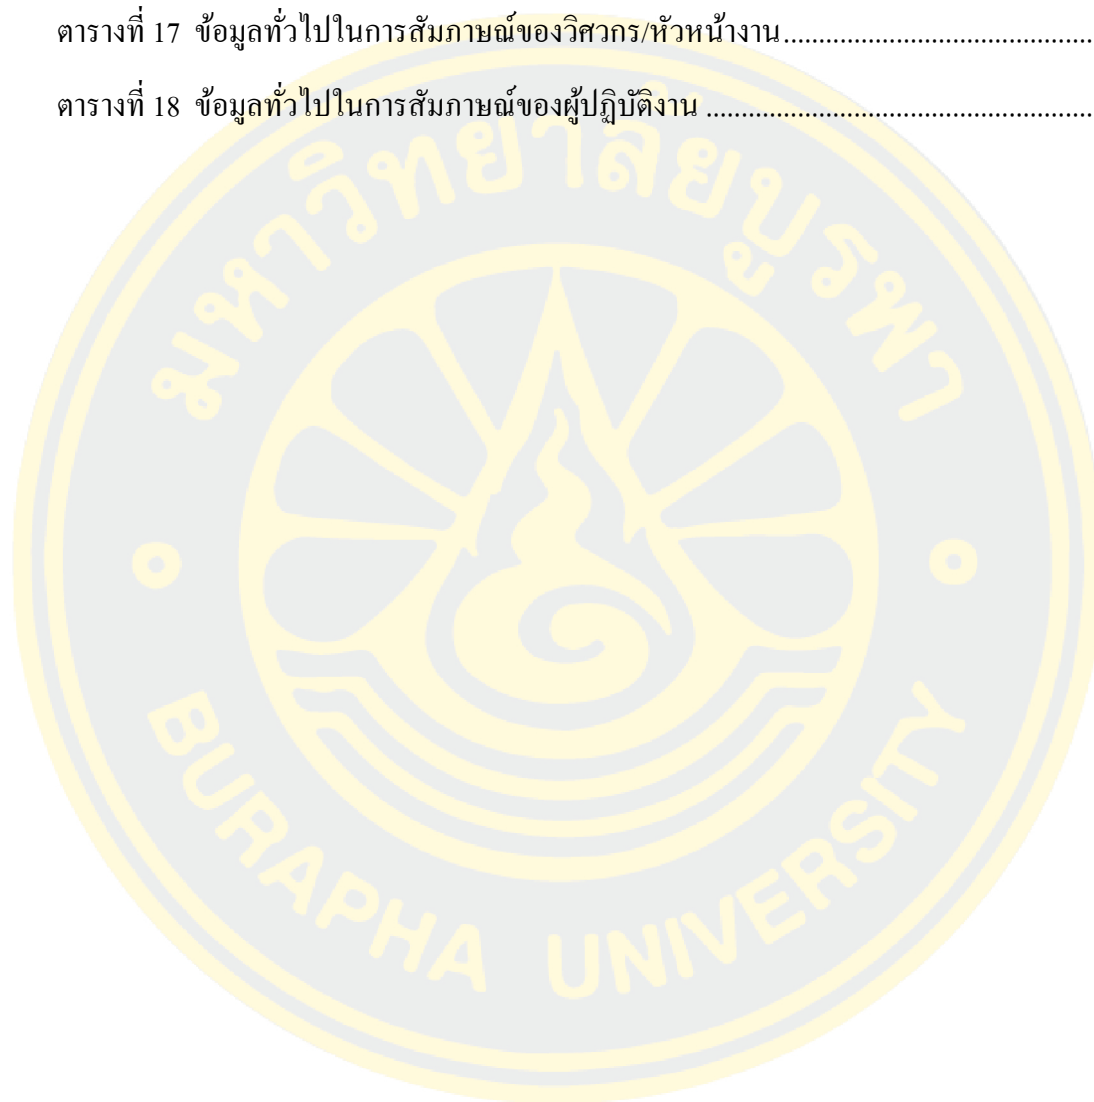 ตารางที่ 17 ข้อมูลทั่วไปในการสัมภาษณ์ของวิศวกร/หัวหน้างาน............................................
ตารางที่ 18 ข้อมูลทั่วไปในการสัมภาษณ์ของผู้ปฏิบัติงาน .......................................................
มหาวิทยาลัยบูรพา
BURAPHA UNIVERSITY